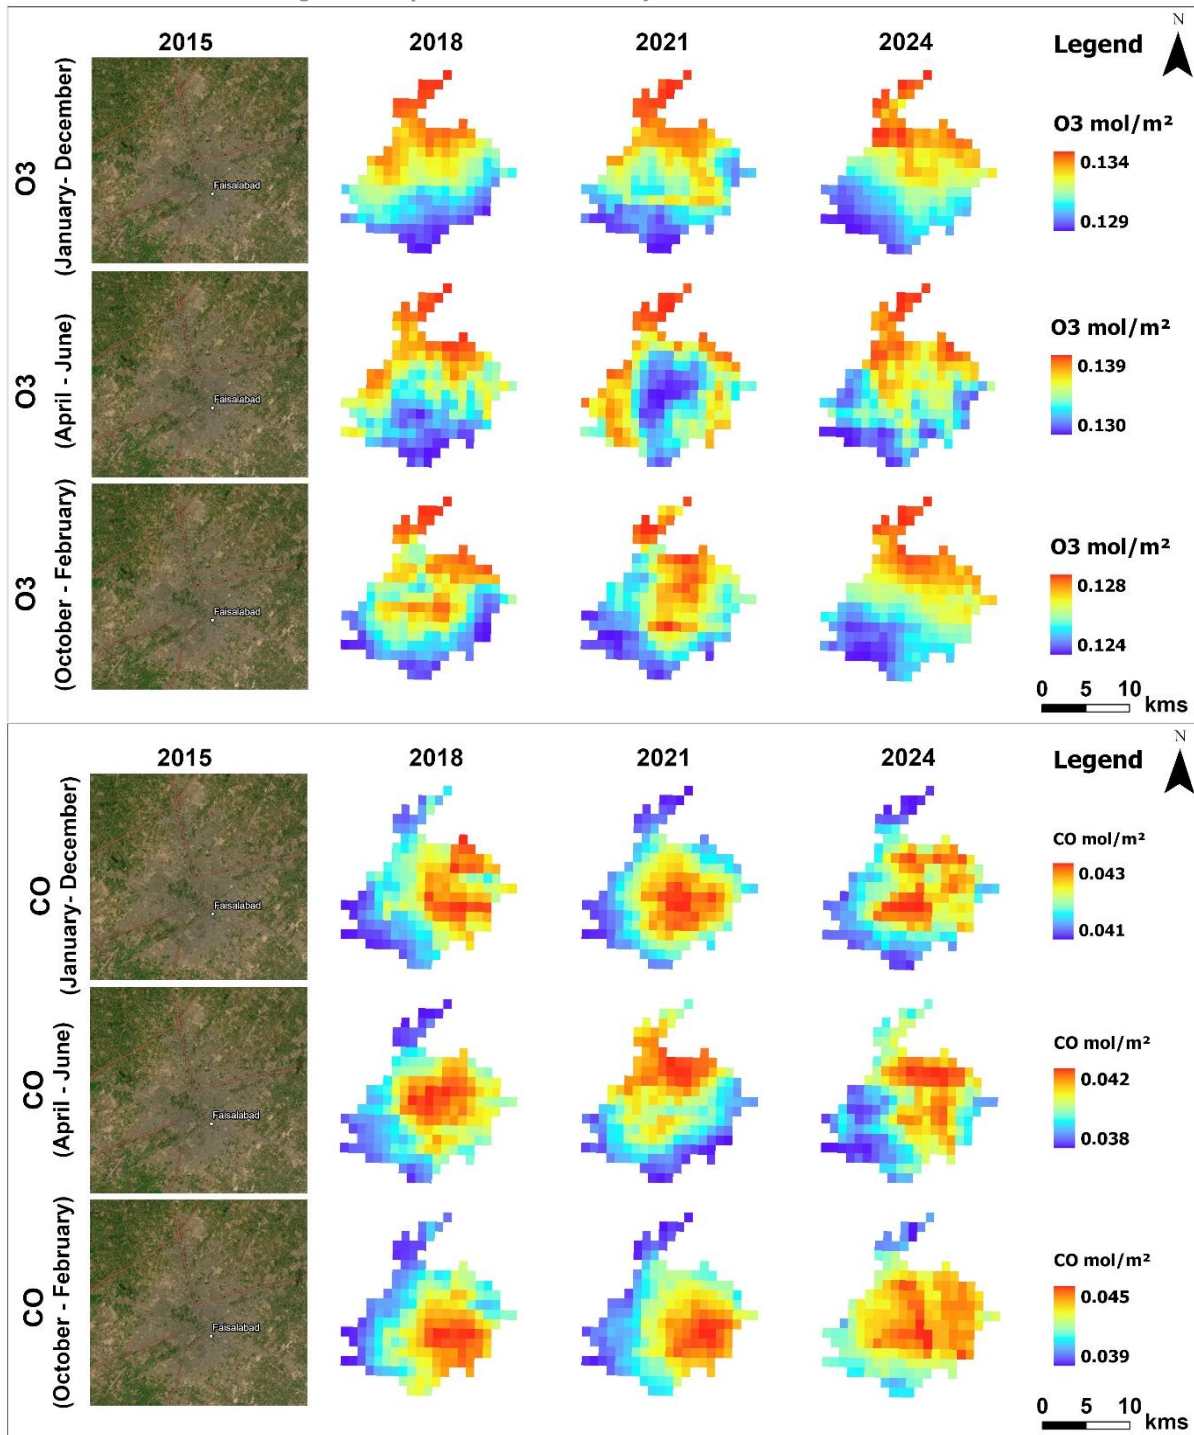 2015 2018 2021 2024 Legend N
O3
(January- December)
Faisalabad
O3 mol/m²
0.134
0.129
O3
(April - June)
Faisalabad
O3 mol/m²
0.139
0.130
O3
(October - February)
Faisalabad
O3 mol/m²
0.128
0.124
0 5 10
kms
2015 2018 2021 2024 Legend N
CO
(January- December)
Faisalabad
CO mol/m²
0.043
0.041
CO
(April - June)
Faisalabad
CO mol/m²
0.042
0.038
CO
(October - February)
Faisalabad
CO mol/m²
0.045
0.039
0 5 10
kms